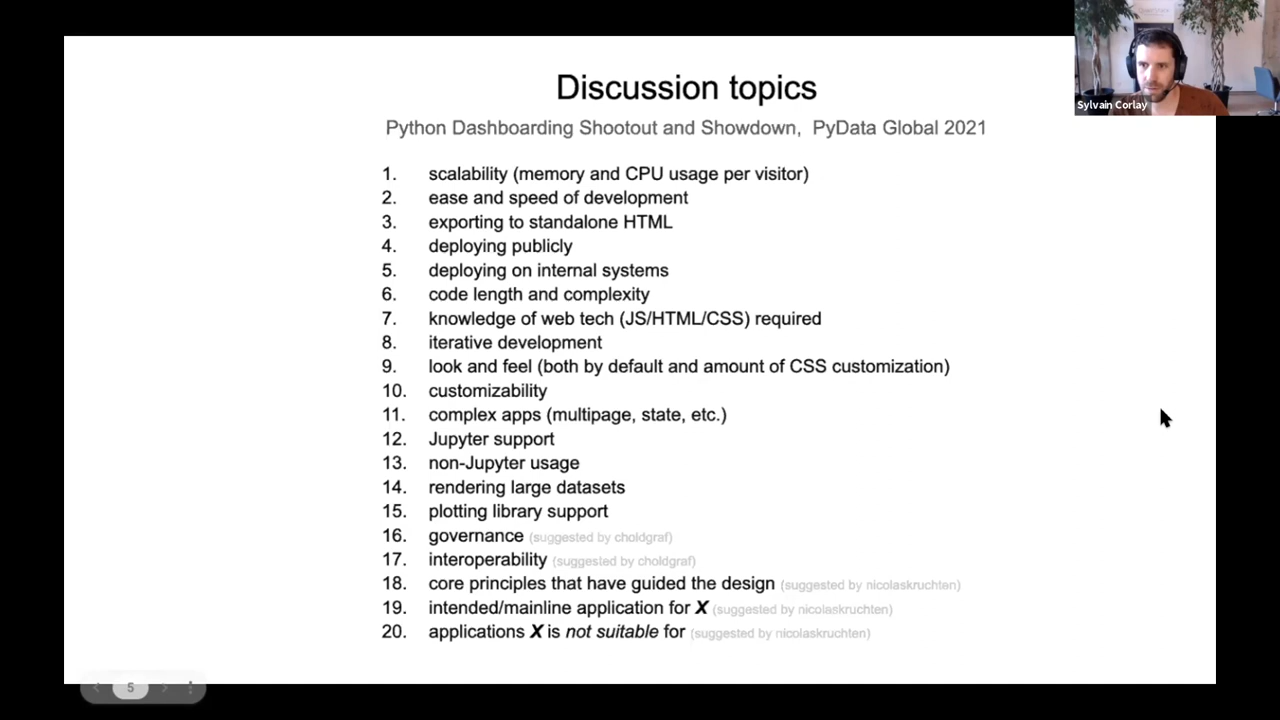 Discussion topics
Python Dashboarding Shootout and Showdown, PyData Global 2021
Sylvain Corlay
1. scalability (memory and CPU usage per visitor)
2. ease and speed of development
3. exporting to standalone HTML
4. deploying publicly
5. deploying on internal systems
6. code length and complexity
7. knowledge of web tech (JS/HTML/CSS) required
8. iterative development
9. look and feel (both by default and amount of CSS customization)
10. customizability
11. complex apps (multipage, state, etc.)
12. Jupyter support
13. non-Jupyter usage
14. rendering large datasets
15. plotting library support
16. governance (suggested by choldgraf)
17. interoperability (suggested by choldgraf)
18. core principles that have guided the design (suggested by nicolaskruchten)
19. intended/mainline application for X (suggested by nicolaskruchten)
20. applications X is not suitable for (suggested by nicolaskruchten)
5